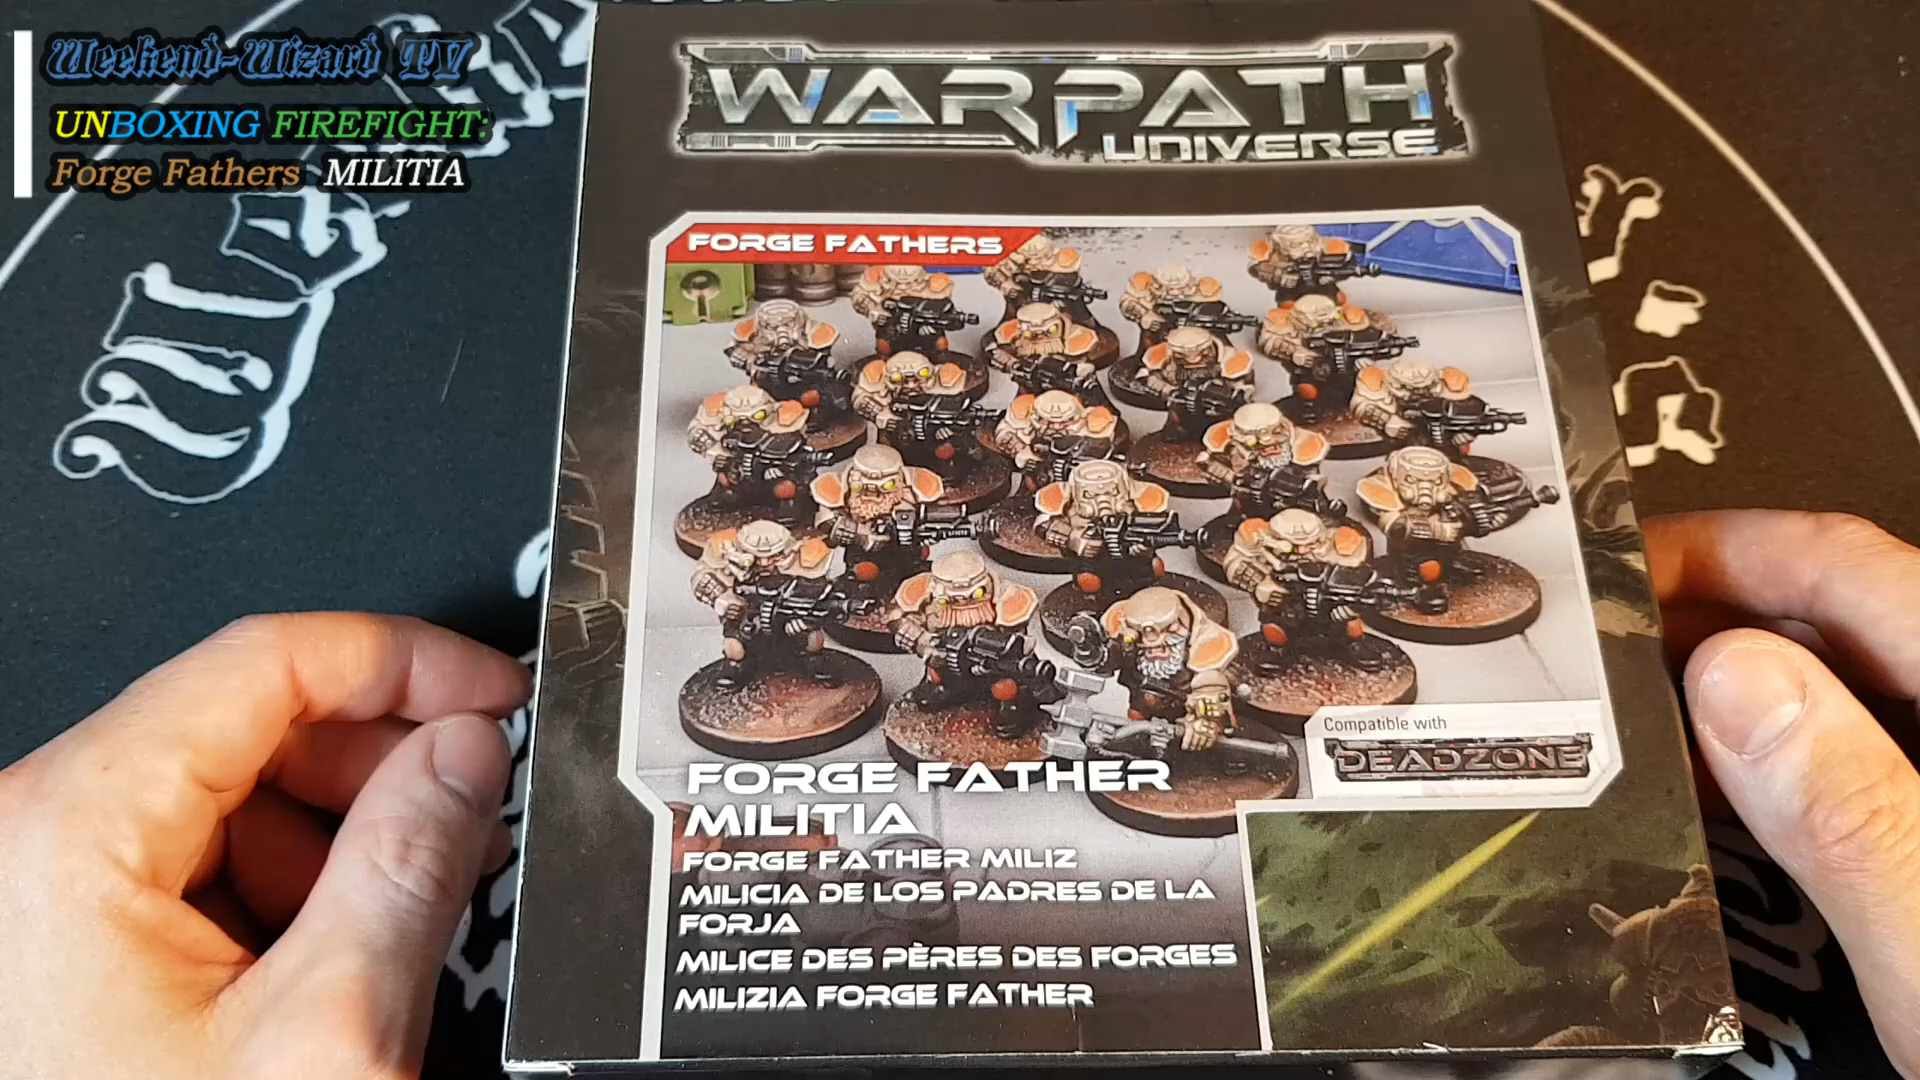 Weekend-Wizard TV
UNBOXING FIREFIGHT:
Forge Fathers MILITIA
WARPATH
UNIVERSE
FORGE FATHERS
Compatible with
DEADZONE
FORGE FATHER
MILITIA
FORGE FATHER MILIZ
MILICIA DE LOS PADRES DE LA
FORJA
MILICE DES PÈRES DES FORGES
MILIZIA FORGE FATHER